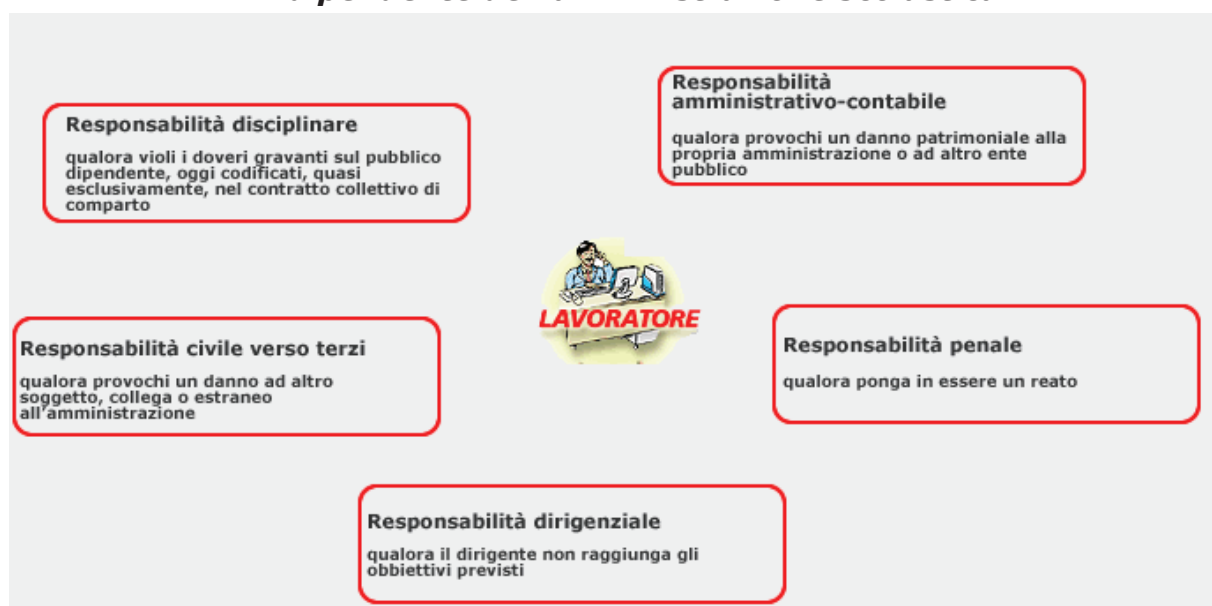 Responsabilità disciplinare
qualora violi i doveri gravanti sul pubblico
dipendente, oggi codificati, quasi
esclusivamente, nel contratto collettivo di
comparto
Responsabilità
amministrativo-contabile
qualora provochi un danno patrimoniale alla
propria amministrazione o ad altro ente
pubblico
LAVORATORE
Responsabilità civile verso terzi
qualora provochi un danno ad altro
soggetto, collega o estraneo
all'amministrazione
Responsabilità penale
qualora ponga in essere un reato
Responsabilità dirigenziale
qualora il dirigente non raggiunga gli
obbiettivi previsti